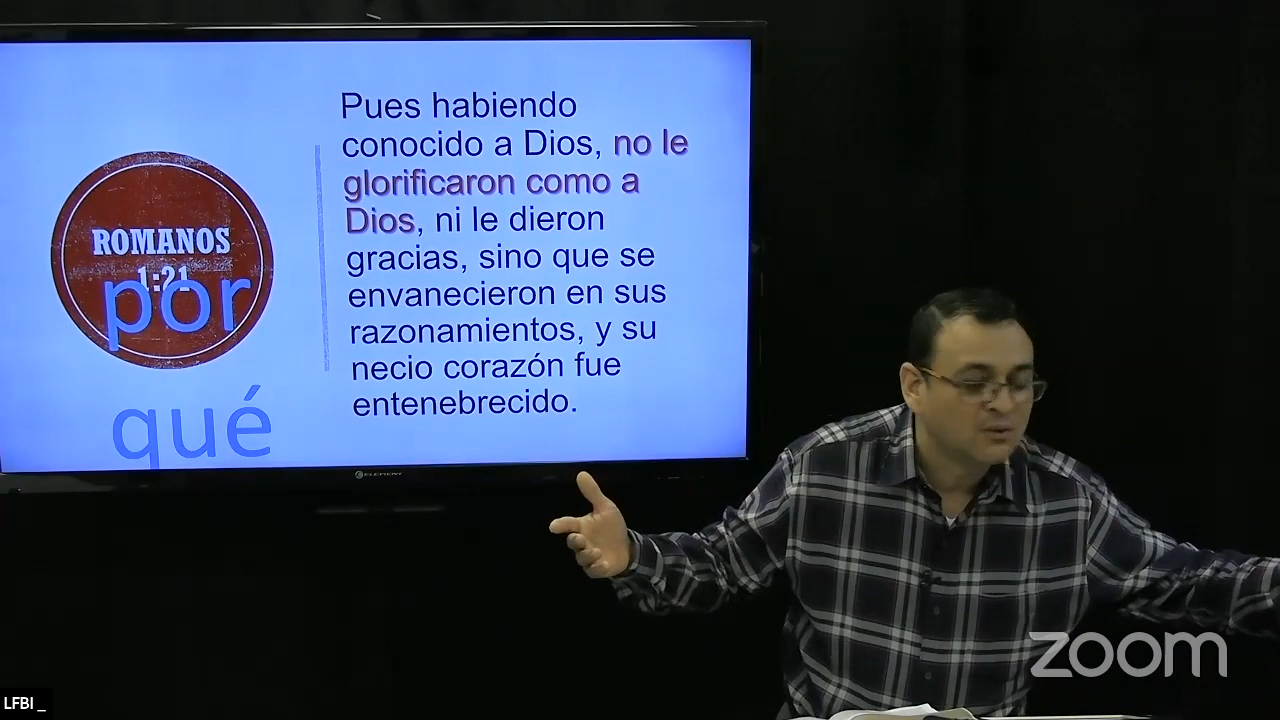 ROMANOS
1:21
por
qué
Pues habiendo
conocido a Dios, no le
glorificaron como a
Dios, ni le dieron
gracias, sino que se
envanecieron en sus
razonamientos, y su
necio corazón fue
entenebrecido.
ELEMENT
zoom
LFBI _